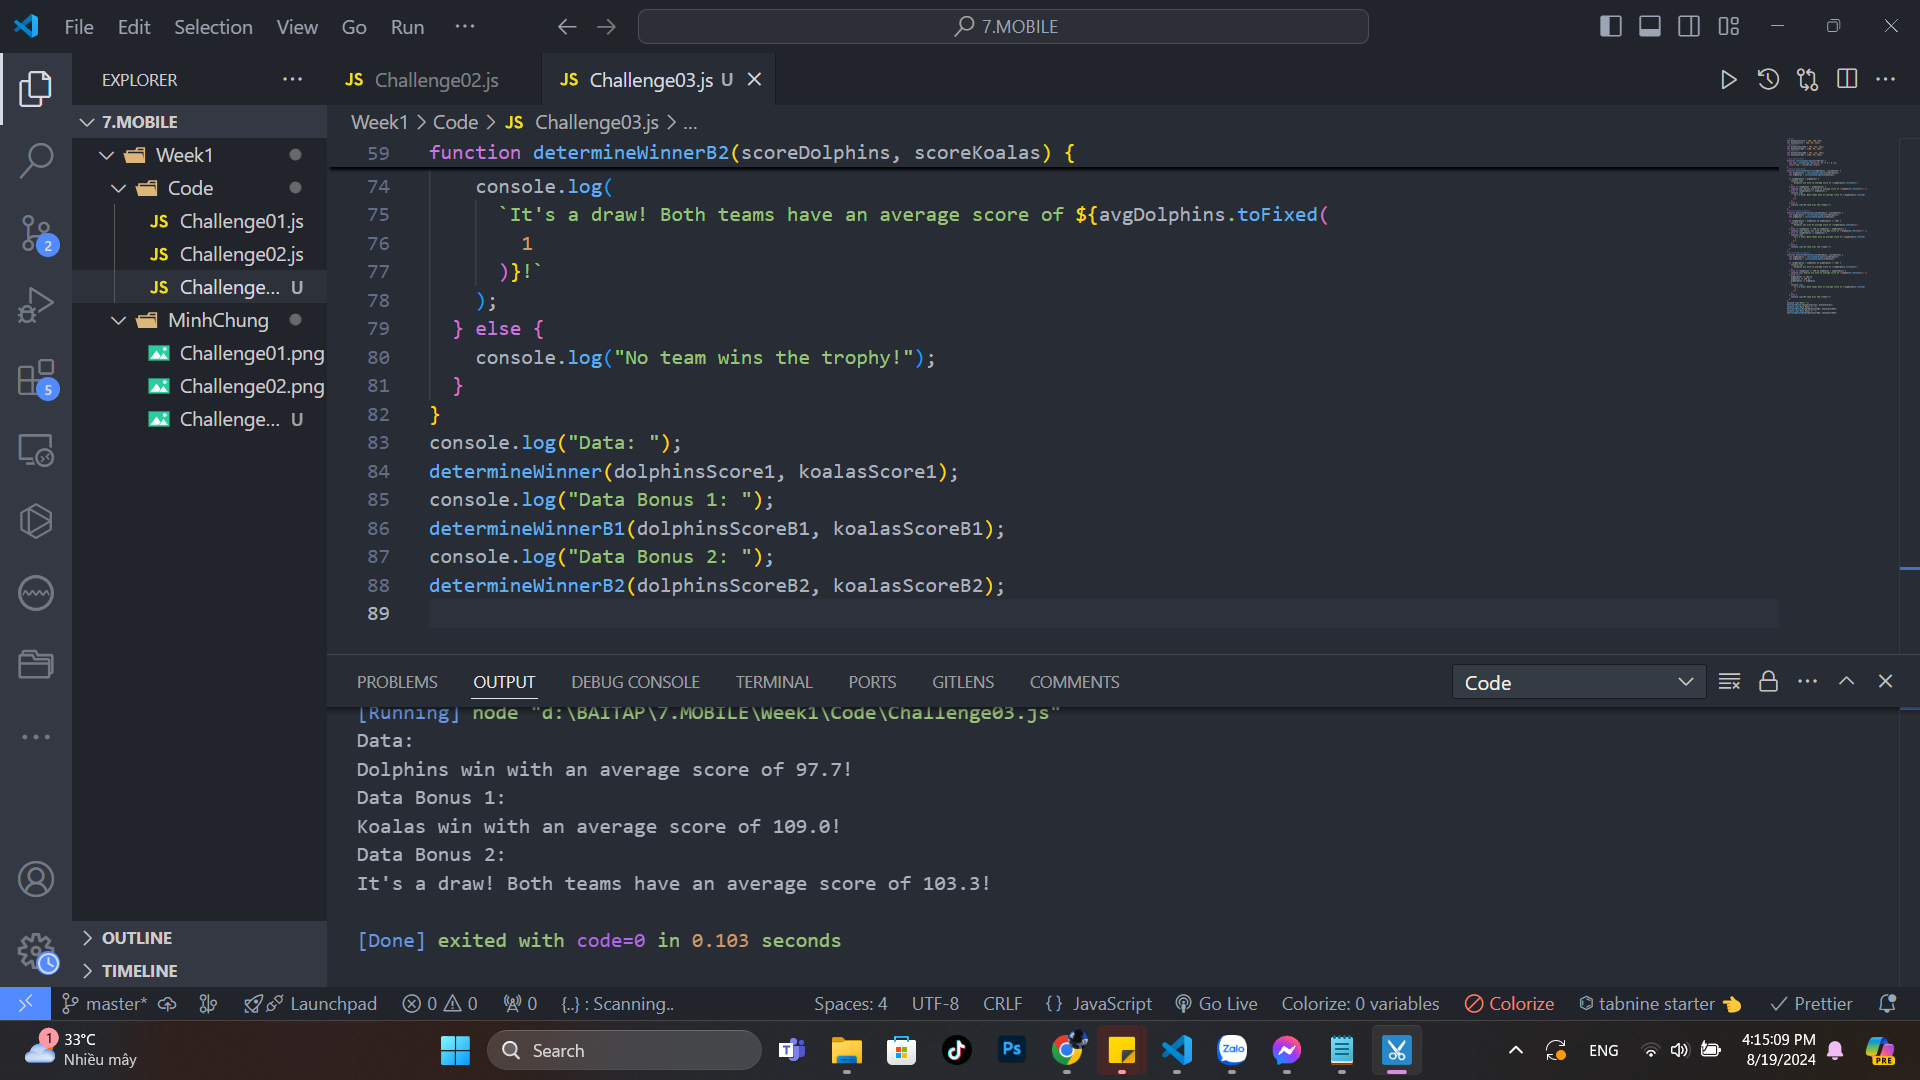 File Edit Selection View Go Run ···
7.MOBILE
EXPLORER ···
JS Challenge02.js
JS Challenge03.js U
7.MOBILE
Week1
Code
JS Challenge01.js
JS Challenge02.js
JS Challenge... U
MinhChung
Challenge01.png
Challenge02.png
Challenge... U
OUTLINE
TIMELINE
2
5
Week1 > Code > JS Challenge03.js > ...
59 function determineWinnerB2(scoreDolphins, scoreKoalas) {
74 console.log(
75 `It's a draw! Both teams have an average score of ${avgDolphins.toFixed(
76 1
77 )}!`
78 );
79 } else {
80 console.log("No team wins the trophy!");
81 }
82 }
83 console.log("Data: ");
84 determineWinner(dolphinsScore1, koalasScore1);
85 console.log("Data Bonus 1: ");
86 determineWinnerB1(dolphinsScoreB1, koalasScoreB1);
87 console.log("Data Bonus 2: ");
88 determineWinnerB2(dolphinsScoreB2, koalasScoreB2);
89
PROBLEMS OUTPUT DEBUG CONSOLE TERMINAL PORTS GITLENS COMMENTS
Code
[Running] node "d:\BAITAP\7.MOBILE\Week1\Code\Challenge03.js"
Data:
Dolphins win with an average score of 97.7!
Data Bonus 1:
Koalas win with an average score of 109.0!
Data Bonus 2:
It's a draw! Both teams have an average score of 103.3!
[Done] exited with code=0 in 0.103 seconds
master* Launchpad 0 0 0 {..} : Scanning.. Spaces: 4 UTF-8 CRLF {} JavaScript Go Live Colorize: 0 variables Colorize tabnine starter Prettier
1
33°C
Nhiều mây
Search
Ps
Zalo
ENG
4:15:09 PM
8/19/2024
PRE